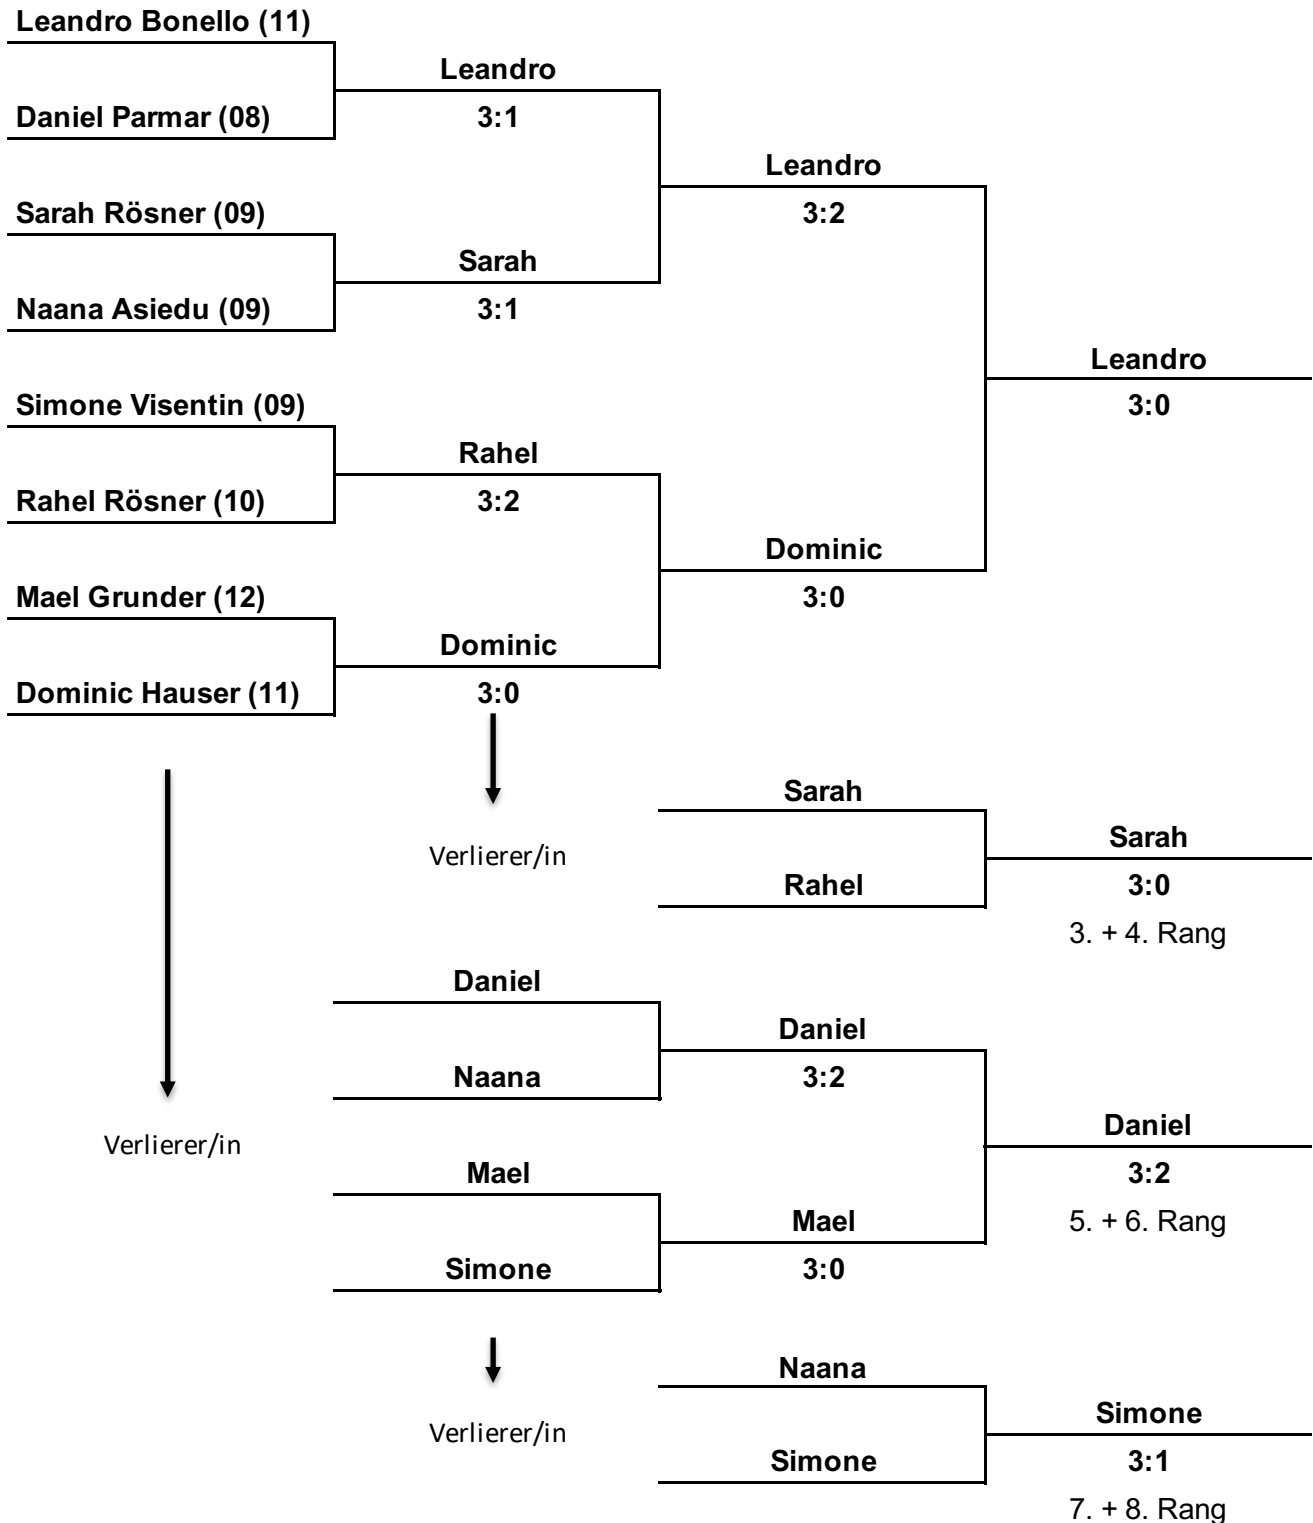 Leandro Bonello (11)
Leandro
Daniel Parmar (08)
3:1
Leandro
Sarah Rösner (09)
3:2
Sarah
Naana Asiedu (09)
3:1
Leandro
Simone Visentin (09)
3:0
Rahel
Rahel Rösner (10)
3:2
Dominic
Mael Grunder (12)
3:0
Dominic
Dominic Hauser (11)
3:0
Sarah
Verlierer/in
Sarah
Rahel
3:0
3. + 4. Rang
Daniel
Daniel
Naana
3:2
Verlierer/in
Daniel
Mael
3:2
Mael
5. + 6. Rang
Simone
3:0
Naana
Verlierer/in
Simone
Simone
3:1
7. + 8. Rang